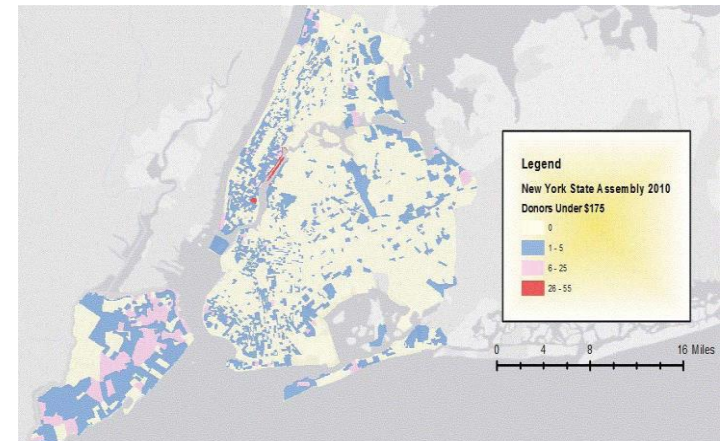 Legend
New York State Assembly 2010
Donors Under $175
0
1 - 5
6 - 25
26 - 55
0 4 8 12 16 Miles